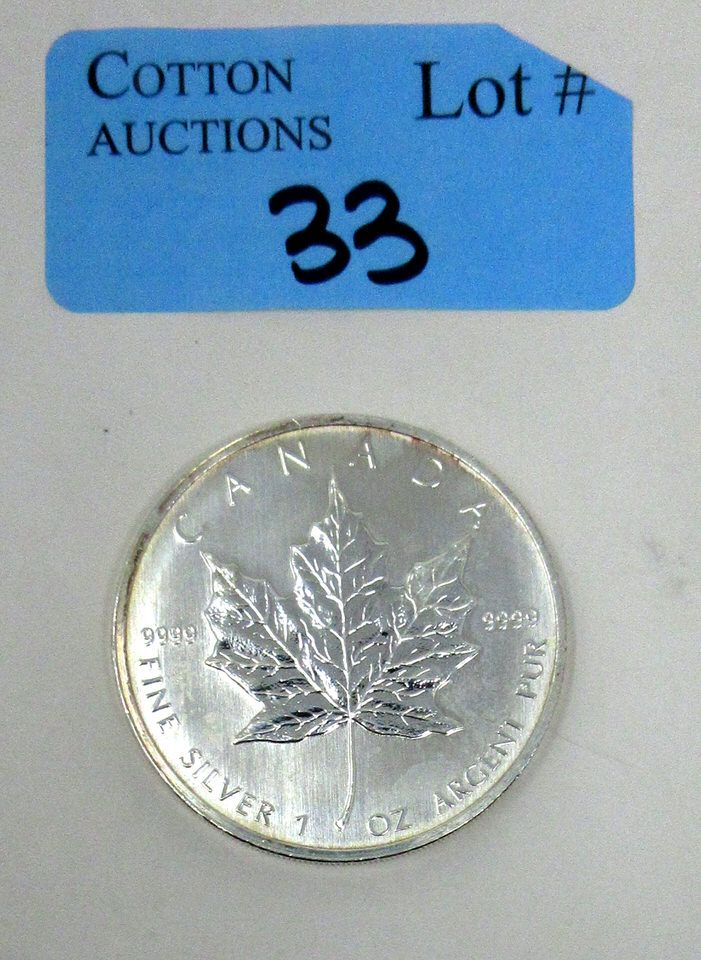 COTTON
AUCTIONS
Lot #
33
CANADA
9999 9999
FINE SILVER 1 OZ ARGENT PUR